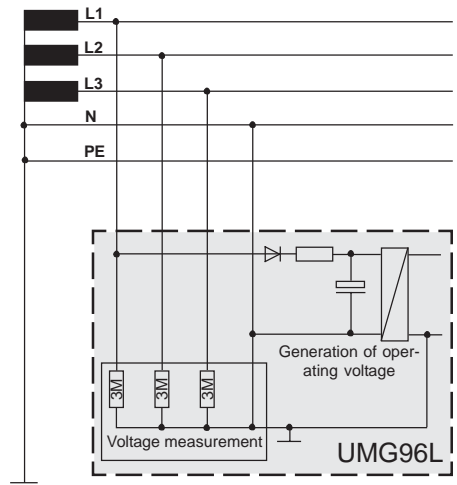 L1
L2
L3
N
PE
Generation of oper-
ating voltage
3M
3M
3M
Voltage measurement
UMG96L